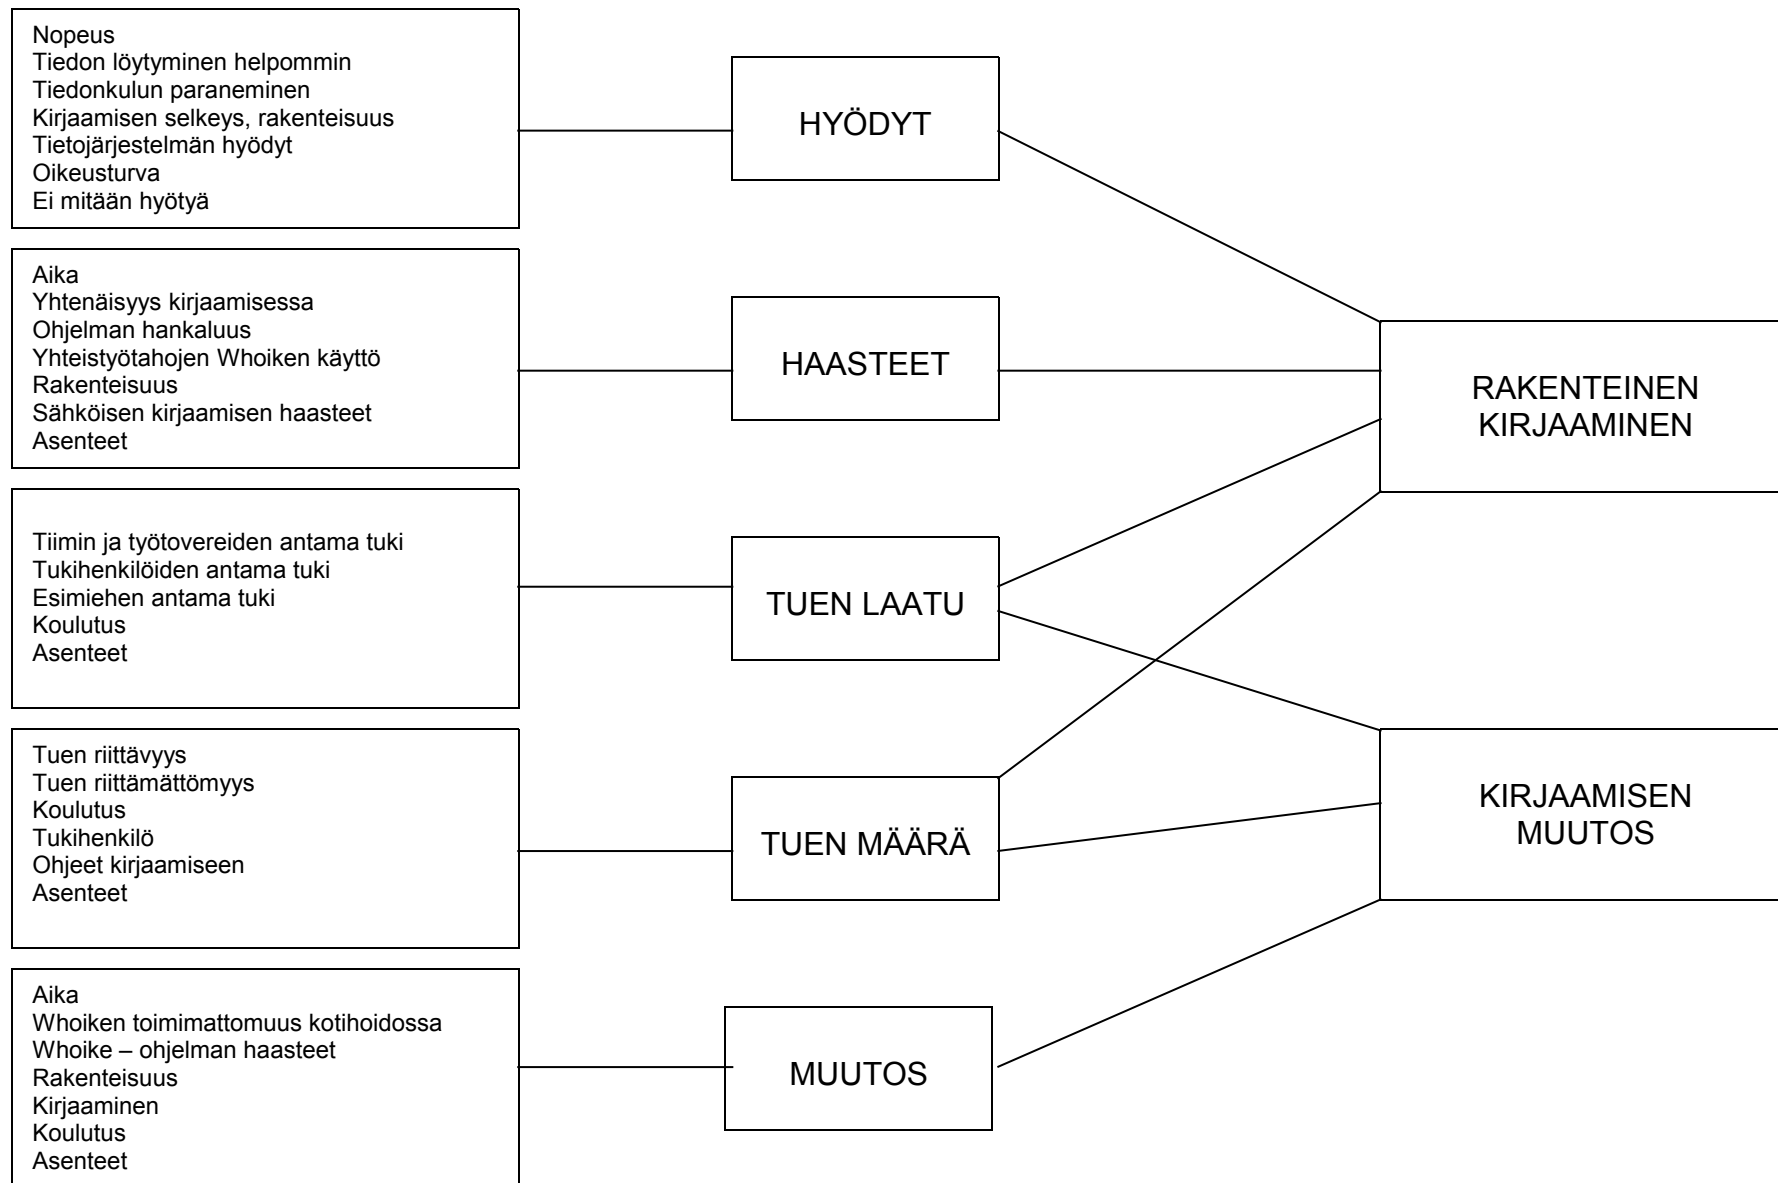 Nopeus
Tiedon löytyminen helpommin
Tiedonkulun paraneminen
Kirjaamisen selkeys, rakenteisuus
Tietojärjestelmän hyödyt
Oikeusturva
Ei mitään hyötyä
HYÖDYT
Aika
Yhtenäisyys kirjaamisessa
Ohjelman hankaluus
Yhteistyötahojen Whoiken käyttö
Rakenteisuus
Sähköisen kirjaamisen haasteet
Asenteet
HAASTEET
RAKENTEINEN
KIRJAAMINEN
Tiimin ja työtovereiden antama tuki
Tukihenkilöiden antama tuki
Esimiehen antama tuki
Koulutus
Asenteet
TUEN LAATU
Tuen riittävyys
Tuen riittämättömyys
Koulutus
Tukihenkilö
Ohjeet kirjaamiseen
Asenteet
TUEN MÄÄRÄ
KIRJAAMISEN
MUUTOS
Aika
Whoiken toimimattomuus kotihoidossa
Whoike – ohjelman haasteet
Rakenteisuus
Kirjaaminen
Koulutus
Asenteet
MUUTOS